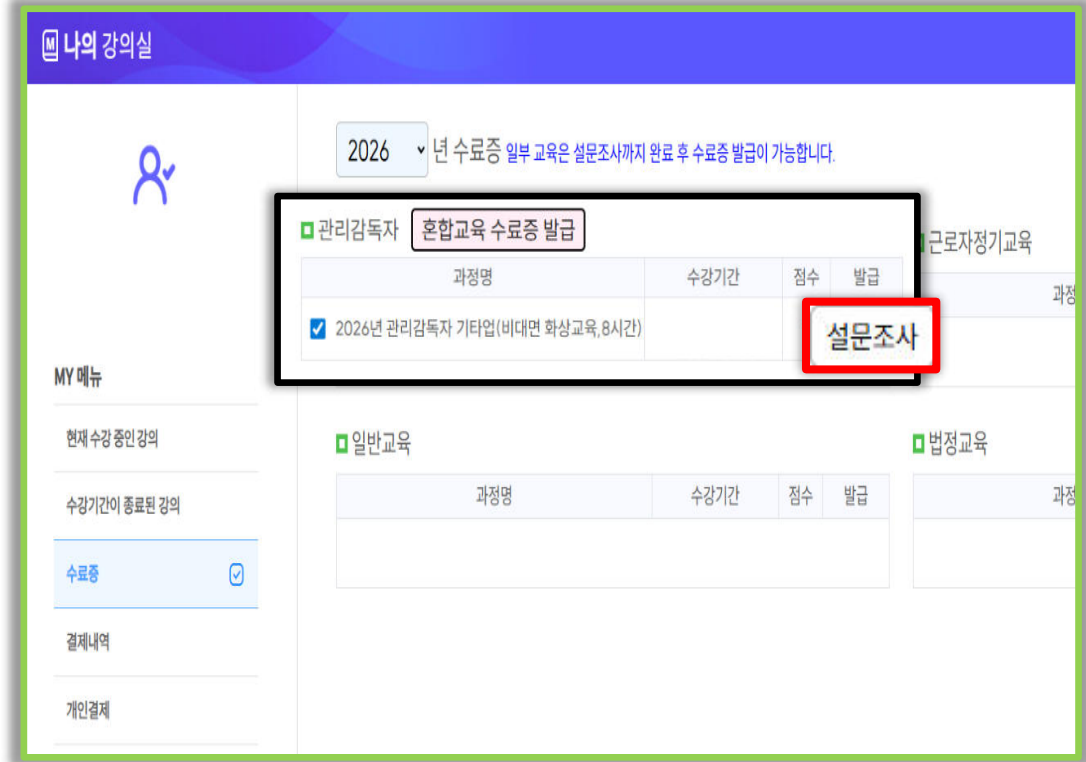 M 나의 강의실
2026 년 수료증 일부 교육은 설문조사까지 완료 후 수료증 발급이 가능합니다.
관리감독자 혼합교육 수료증 발급
과정명 수강기간 점수 발급
2026년 관리감독자 기타업(비대면 화상교육,8시간)
설문조사
근로자정기교육
과정
MY 메뉴
현재 수강 중인 강의
수강기간이 종료된 강의
수료증
결제내역
개인결제
일반교육
과정명 수강기간 점수 발급
법정교육
과정